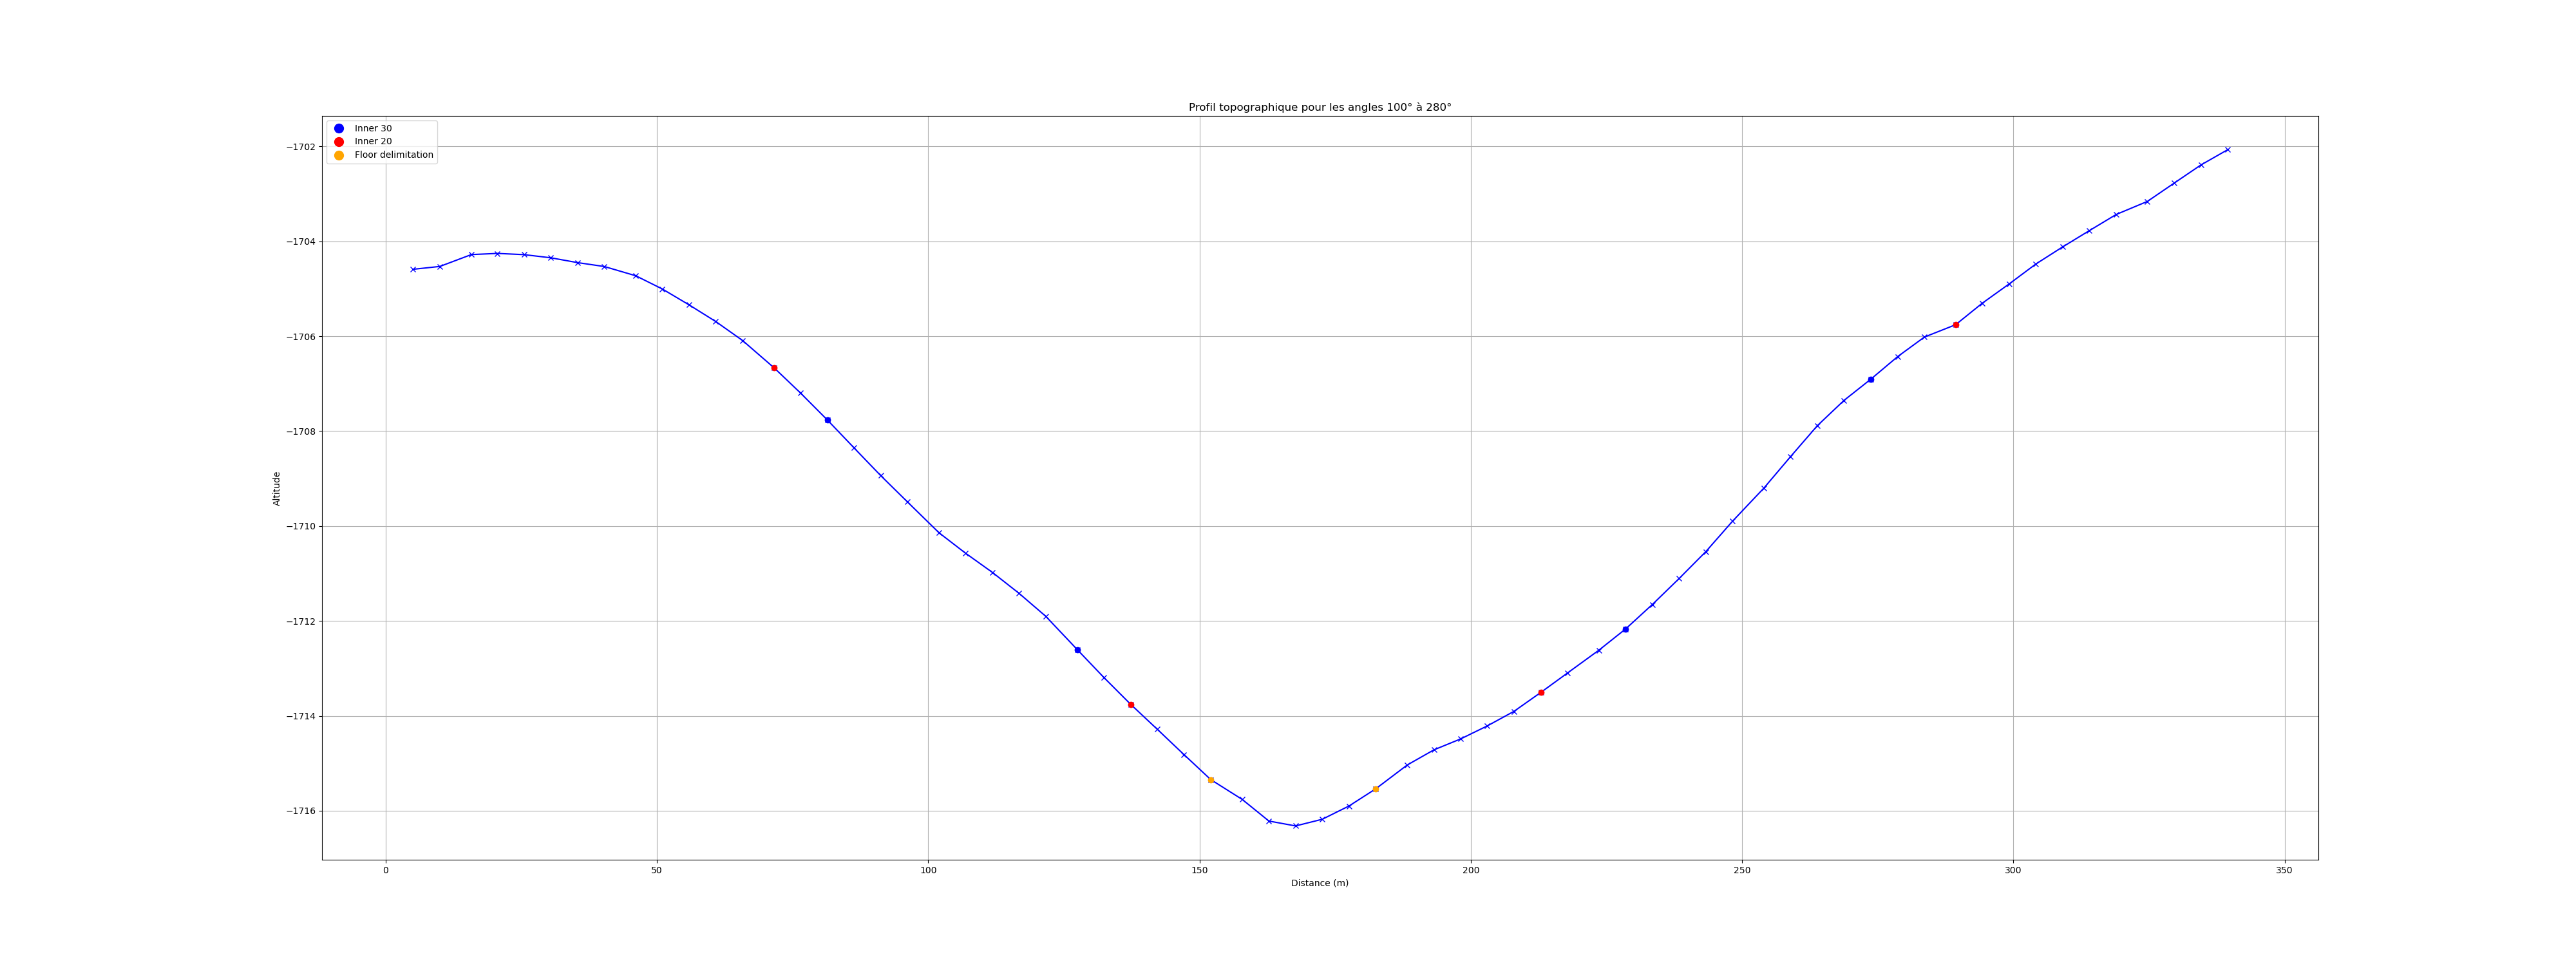 Profil topographique pour les angles 100° à 280°
Inner 30
Inner 20
Floor delimitation
−1702
−1704
−1706
−1708
−1710
−1712
−1714
−1716
Altitude
0
50
100
150
200
250
300
350
Distance (m)